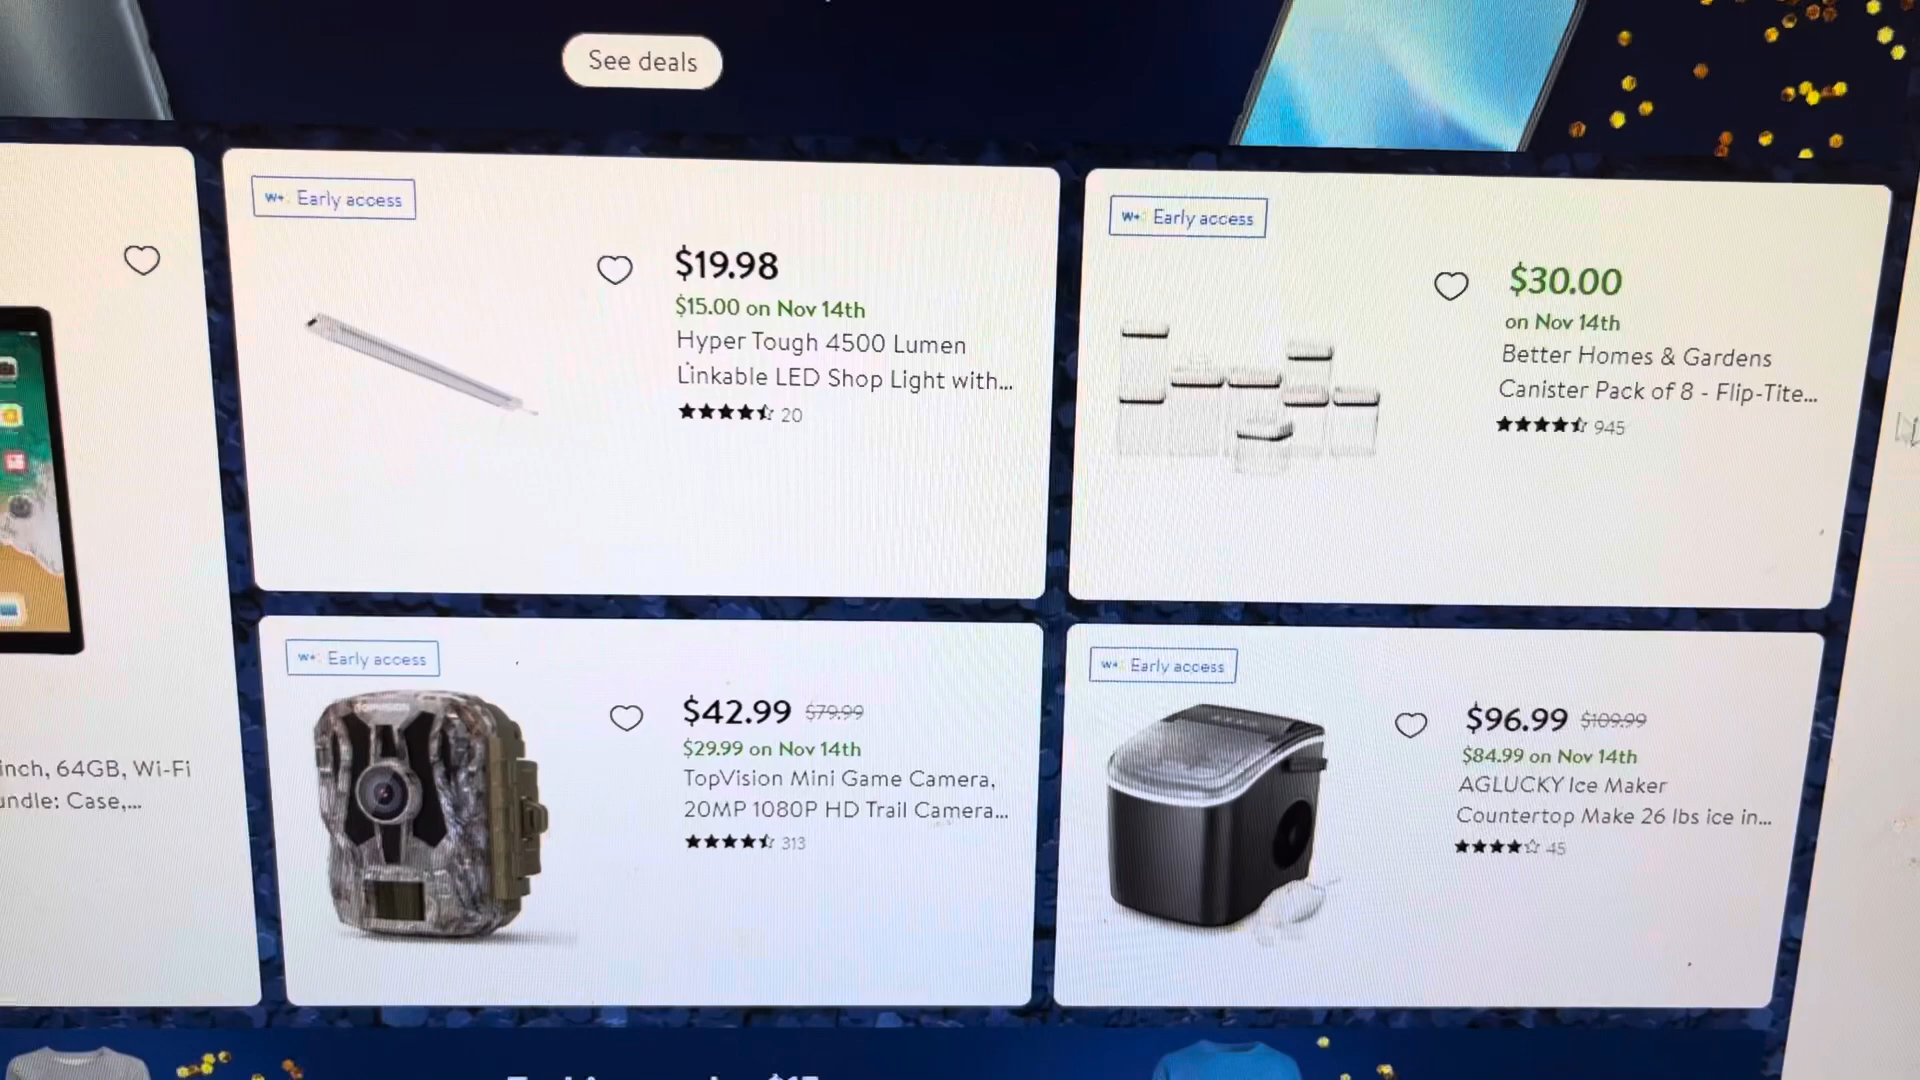 See deals
W+ Early access
$19.98
$15.00 on Nov 14th
Hyper Tough 4500 Lumen
Linkable LED Shop Light with...
20
W+ Early access
$30.00
on Nov 14th
Better Homes & Gardens
Canister Pack of 8 - Flip-Tite...
945
inch, 64GB, Wi-Fi
undle: Case,...
W+ Early access
$42.99 $79.99
$29.99 on Nov 14th
TopVision Mini Game Camera,
20MP 1080P HD Trail Camera...
313
W+ Early access
$96.99 $109.99
$84.99 on Nov 14th
AGLUCKY Ice Maker
Countertop Make 26 lbs ice in...
45